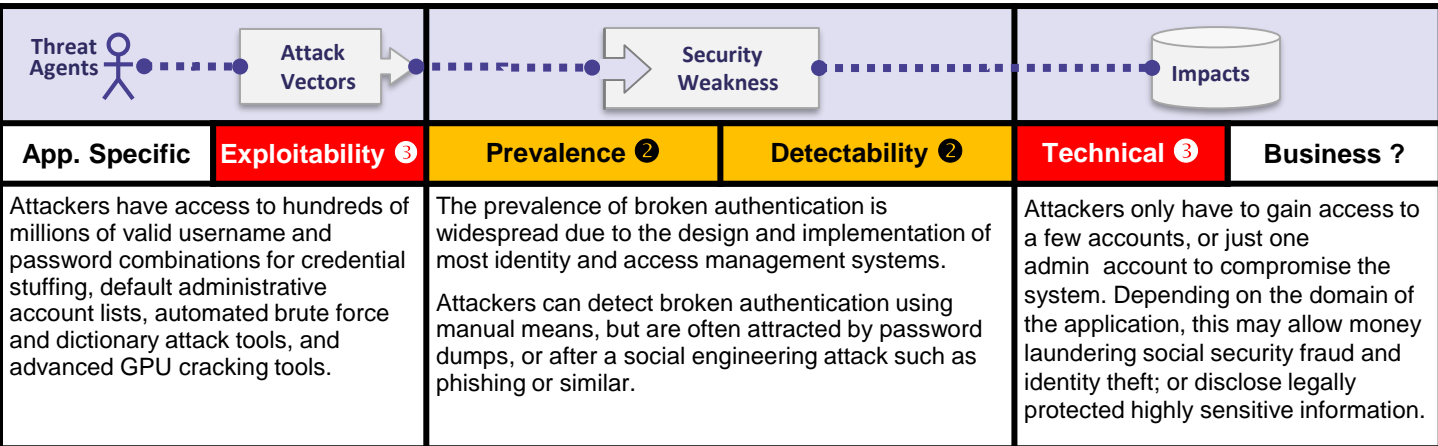 Threat
Agents
Attack
Vectors
Security
Weakness
Impacts
App. Specific
Exploitability ❸
Prevalence ❷
Detectability ❷
Technical ❸
Business ?
Attackers have access to hundreds of
millions of valid username and
password combinations for credential
stuffing, default administrative
account lists, automated brute force
and dictionary attack tools, and
advanced GPU cracking tools.
The prevalence of broken authentication is
widespread due to the design and implementation of
most identity and access management systems.
Attackers can detect broken authentication using
manual means, but are often attracted by password
dumps, or after a social engineering attack such as
phishing or similar.
Attackers only have to gain access to
a few accounts, or just one
admin account to compromise the
system. Depending on the domain of
the application, this may allow money
laundering social security fraud and
identity theft; or disclose legally
protected highly sensitive information.